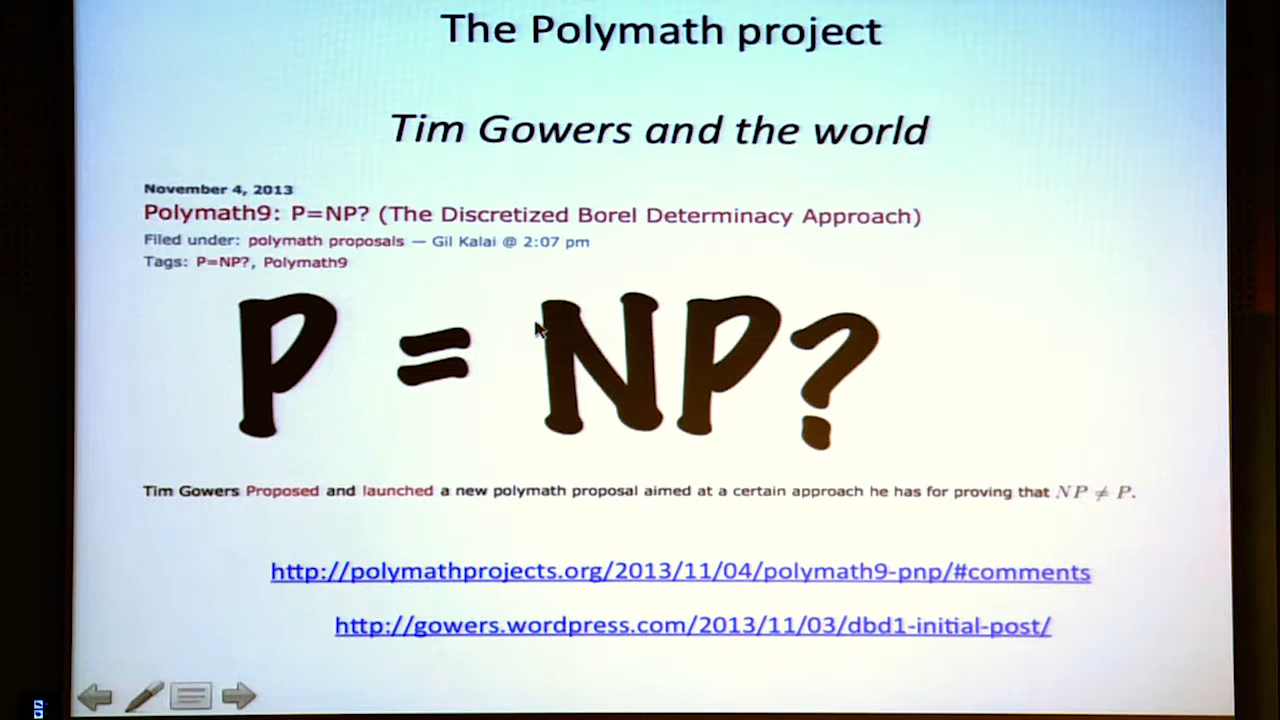 The Polymath project
Tim Gowers and the world
November 4, 2013
Polymath9: P=NP? (The Discretized Borel Determinacy Approach)
Filed under: polymath proposals — Gil Kalai @ 2:07 pm
Tags: P=NP?, Polymath9
P = NP?
Tim Gowers Proposed and launched a new polymath proposal aimed at a certain approach he has for proving that NP ≠ P.
http://polymathprojects.org/2013/11/04/polymath9-pnp/#comments
http://gowers.wordpress.com/2013/11/03/dbd1-initial-post/